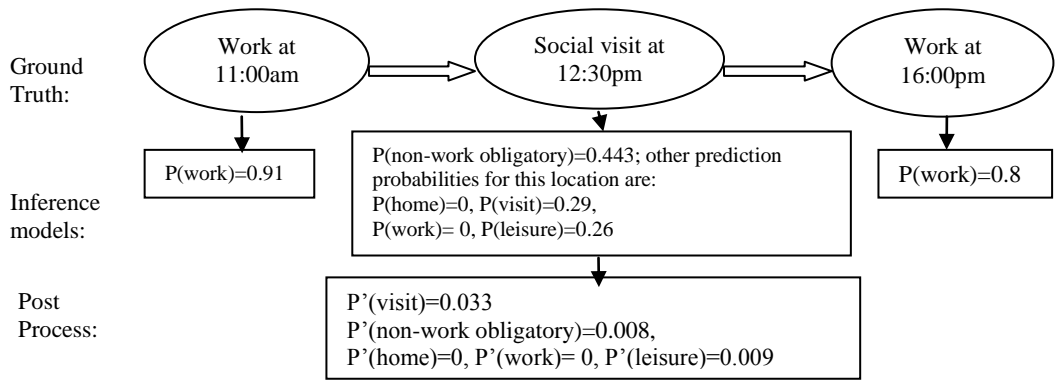 Ground
Truth:
Work at
11:00am
Social visit at
12:30pm
Work at
16:00pm
Inference
models:
P(work)=0.91
P(non-work obligatory)=0.443; other prediction
probabilities for this location are:
P(home)=0, P(visit)=0.29,
P(work)= 0, P(leisure)=0.26
P(work)=0.8
Post
Process:
P’(visit)=0.033
P’(non-work obligatory)=0.008,
P’(home)=0, P’(work)= 0, P’(leisure)=0.009